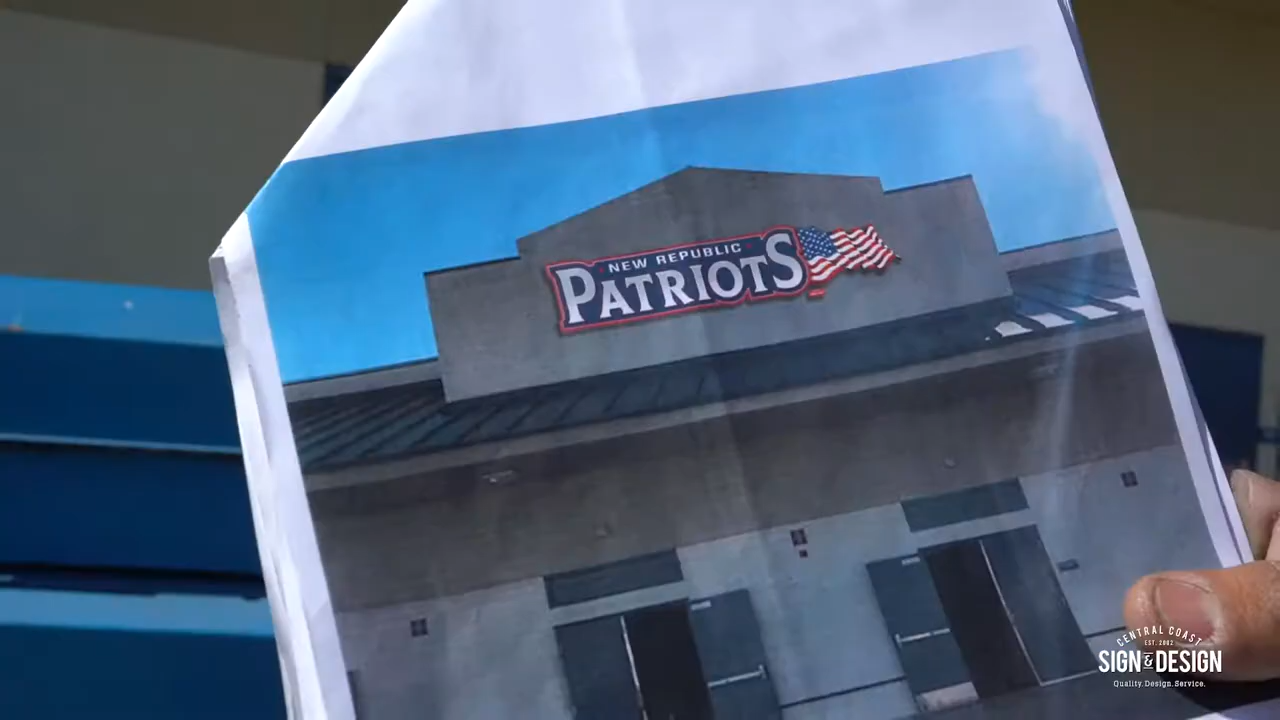 NEW REPUBLIC
PATRIOTS
CENTRAL COAST
EST. 2002
SIGN & DESIGN
Quality.Design.Service.